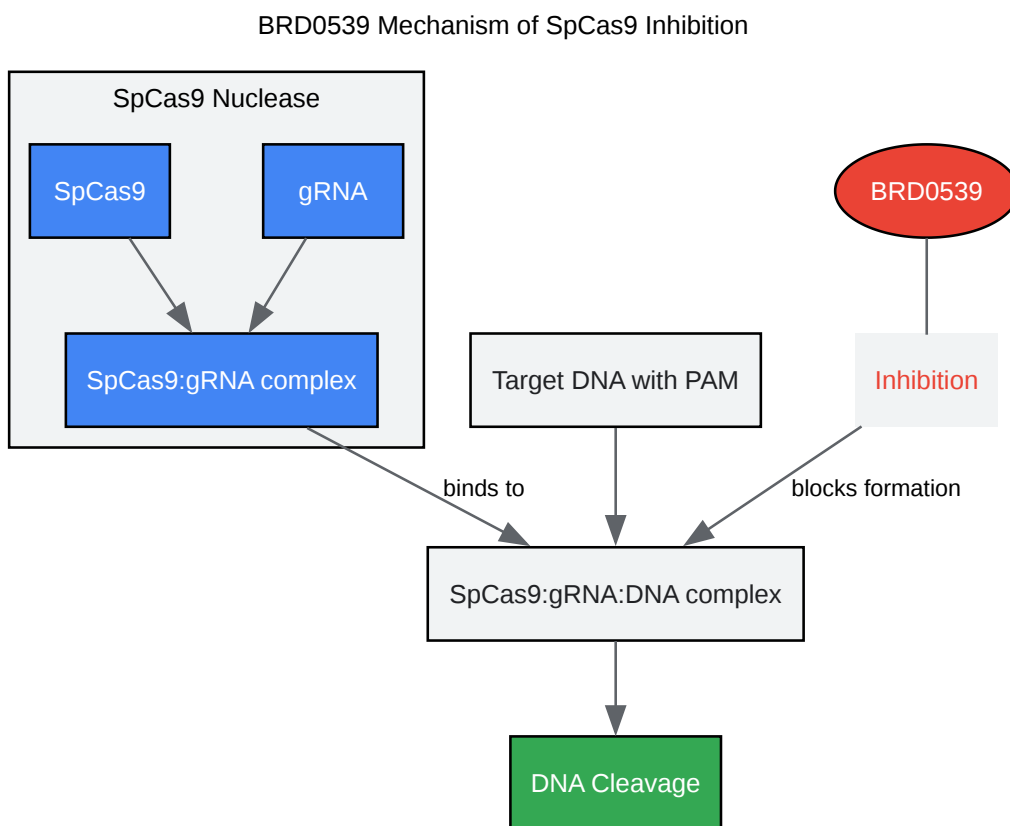 BRD0539 Mechanism of SpCas9 Inhibition
SpCas9 Nuclease
SpCas9
gRNA
BRD0539
SpCas9:gRNA complex
Target DNA with PAM
Inhibition
binds to
blocks formation
SpCas9:gRNA:DNA complex
DNA Cleavage